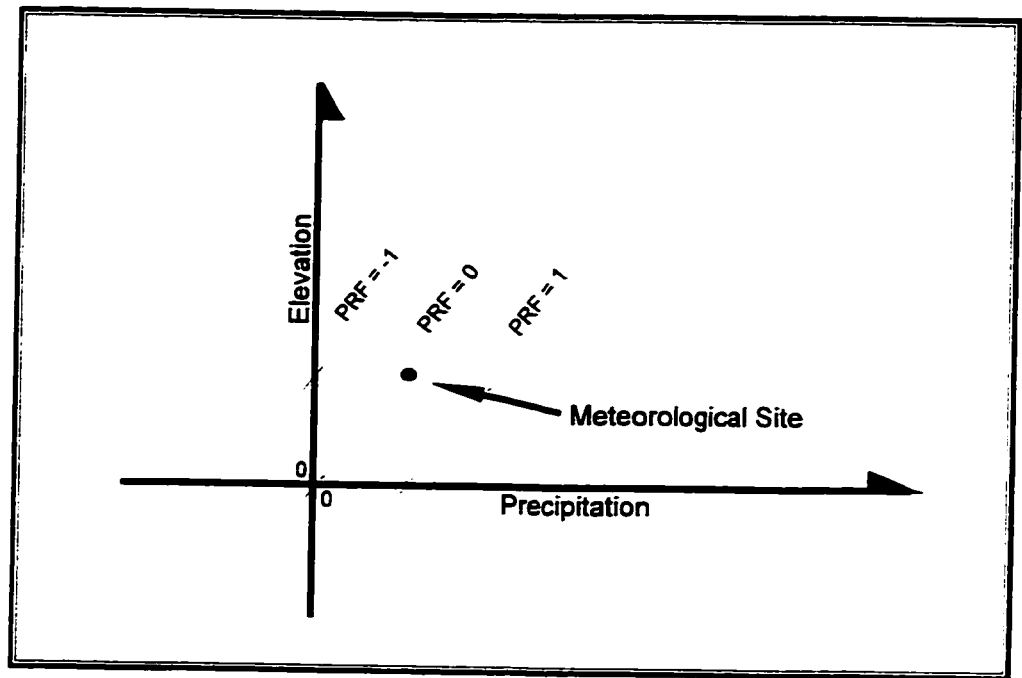 Elevation
PRF = -1
PRF = 0
PRF = 1
Meteorological Site
0
0
Precipitation